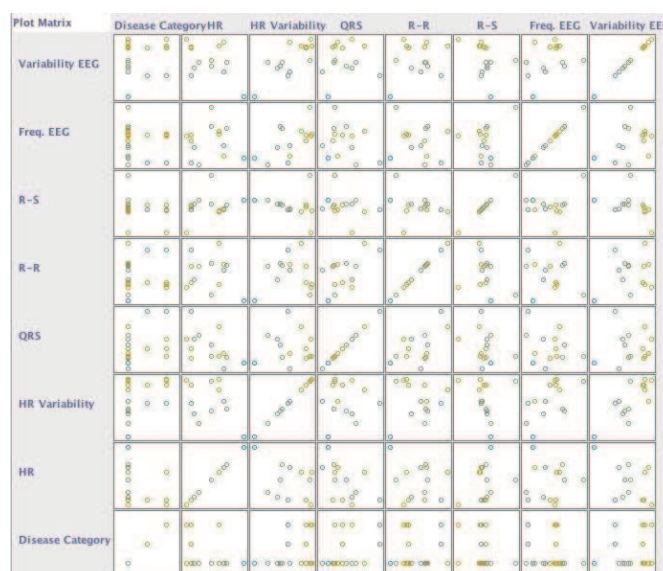 Plot Matrix
Disease Category HR HR Variability QRS R-R R-S Freq. EEG Variability EE
Variability EEG
Freq. EEG
R-S
R-R
QRS
HR Variability
HR
Disease Category